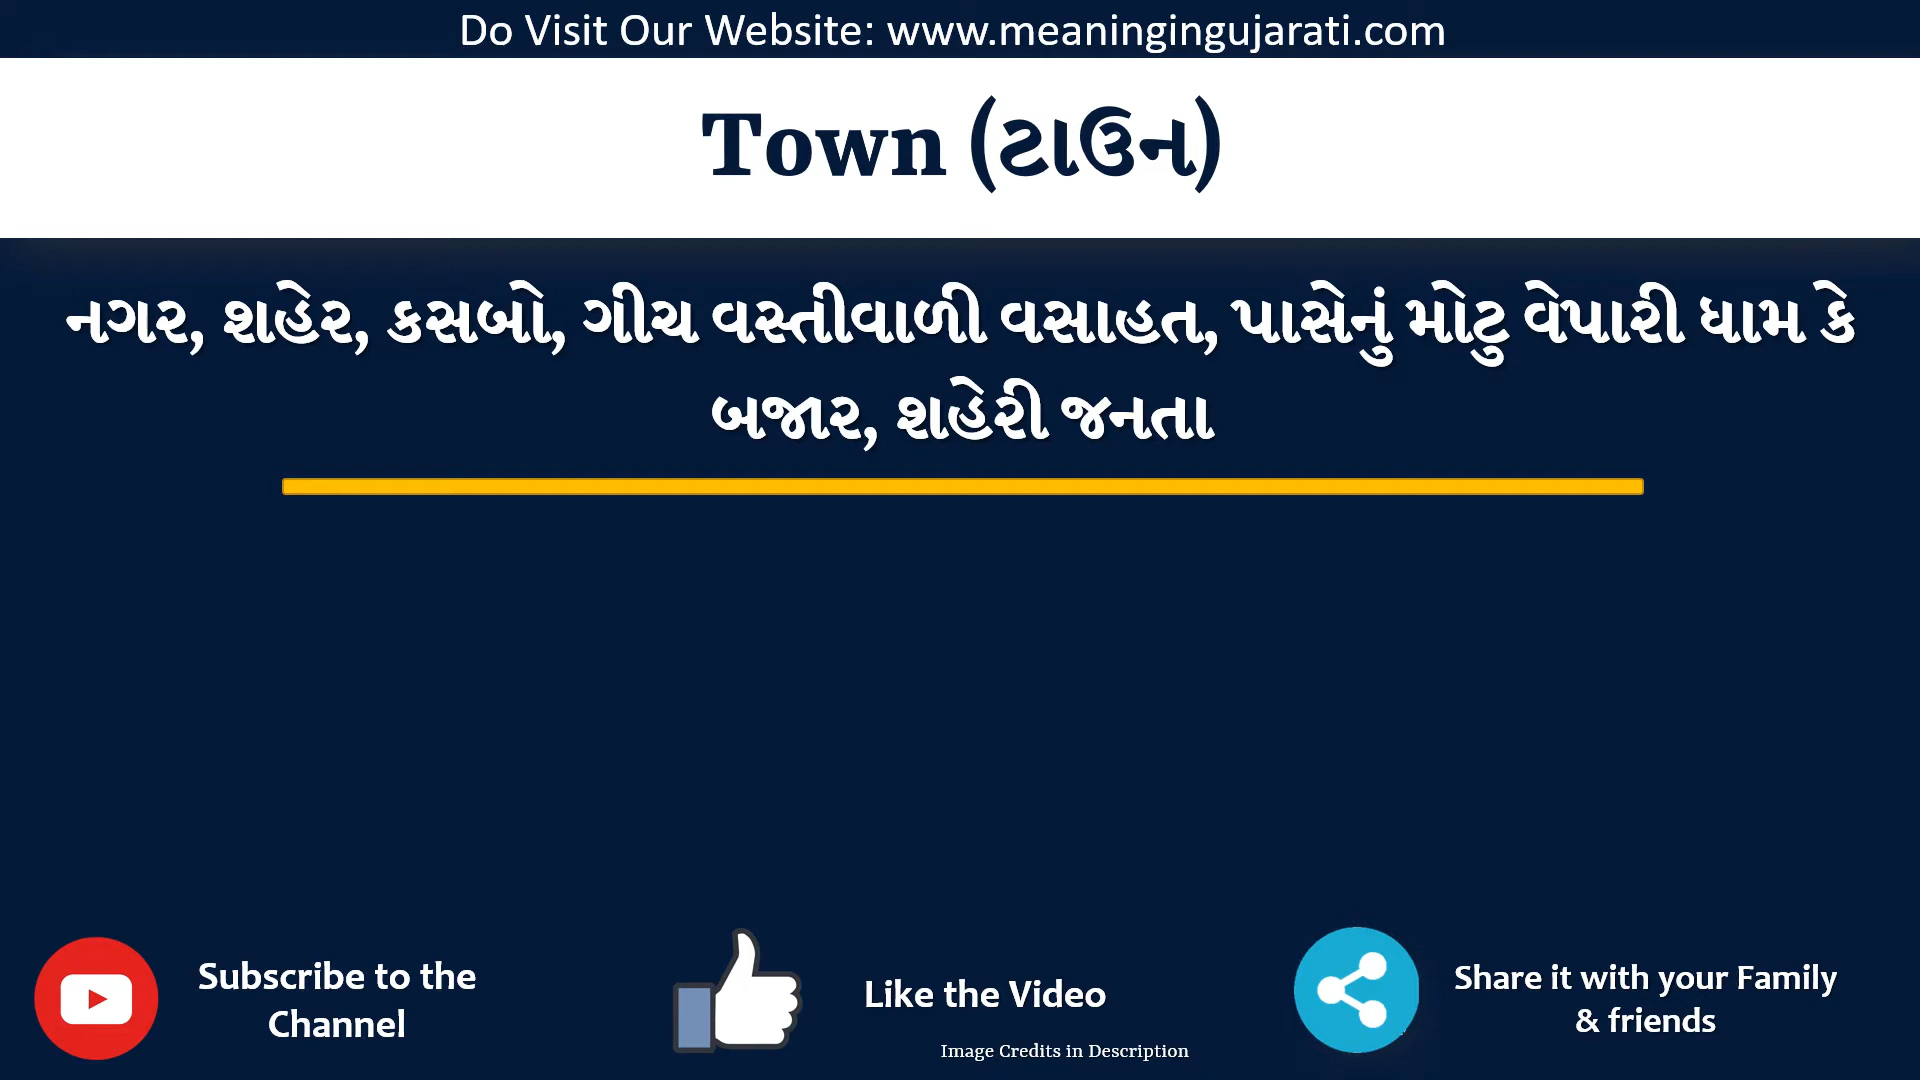 Do Visit Our Website: www.meaningingujarati.com
Town (ટાઉન)
નગર, શહેર, કસબો, ગીચ વસ્તીવાળી વસાહત, પાસેનું મોટુ વેપારી ધામ કે
બજાર, શહેરી જનતા
Subscribe to the
Channel
Like the Video
Share it with your Family
& friends
Image Credits in Description